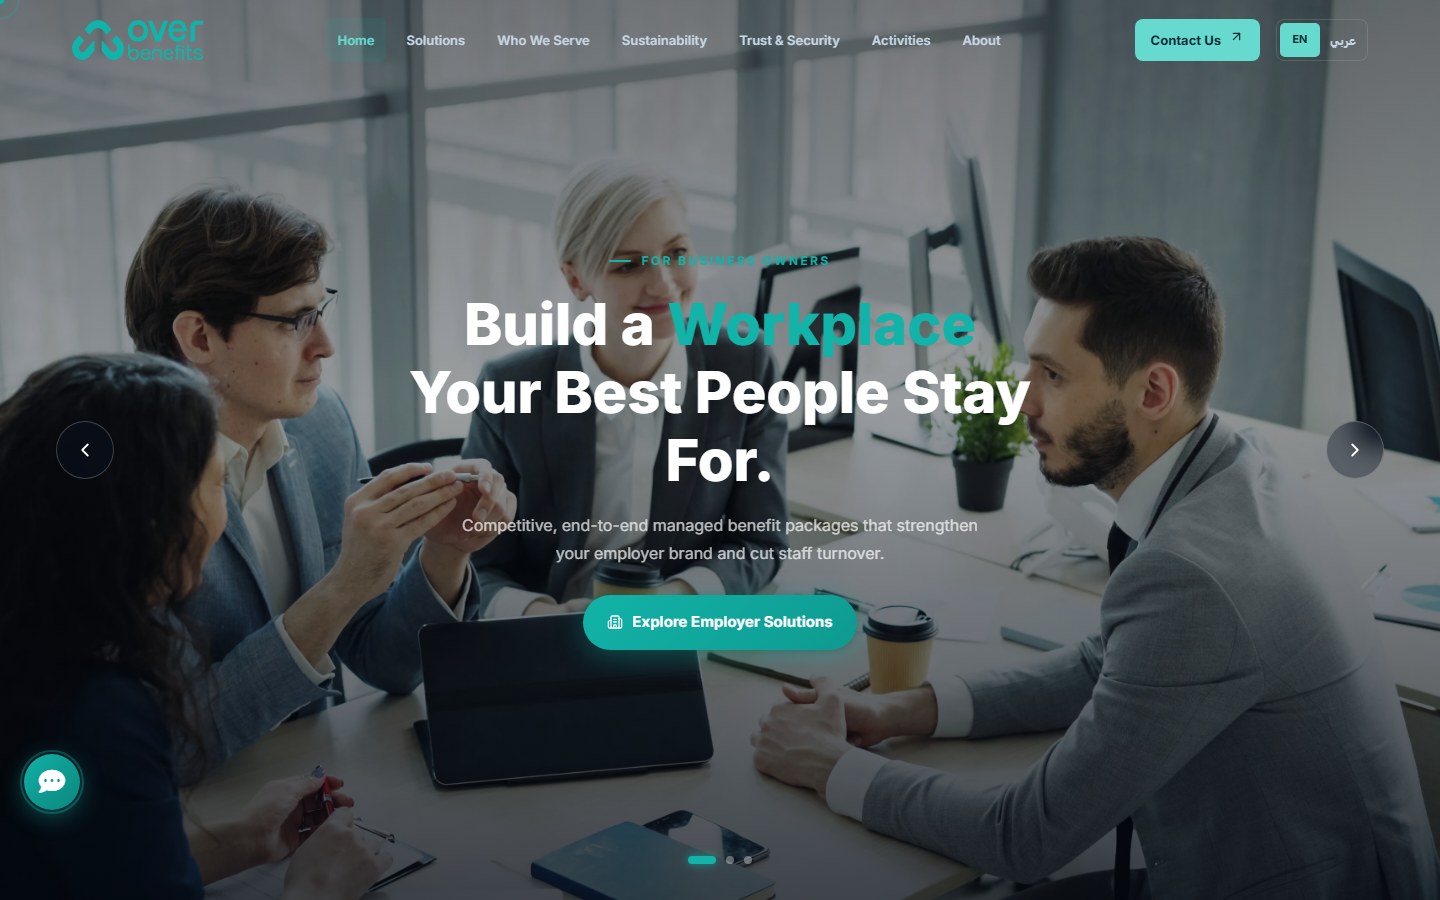 over
benefits
Home
Solutions
Who We Serve
Sustainability
Trust & Security
Activities
About
Contact Us
EN
عربي
FOR BUSINESS OWNERS
Build a Workplace
Your Best People Stay
For.
Competitive, end-to-end managed benefit packages that strengthen
your employer brand and cut staff turnover.
Explore Employer Solutions